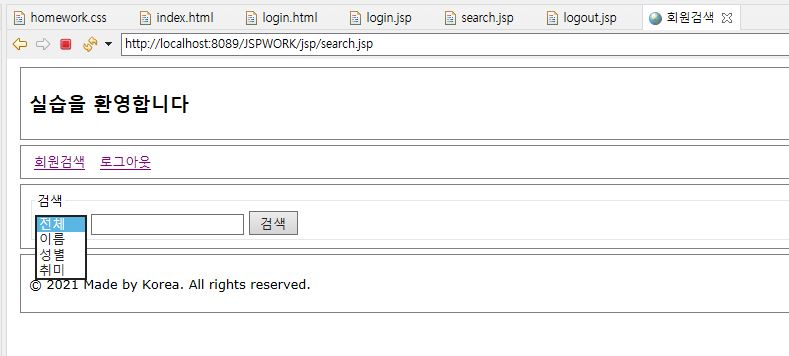 homework.css index.html login.html login.jsp search.jsp logout.jsp 회원검색
http://localhost:8089/JSPWORK/jsp/search.jsp
실습을 환영합니다
회원검색 로그아웃
검색
전체 검색
이름
성별
취미
© 2021 Made by Korea. All rights reserved.